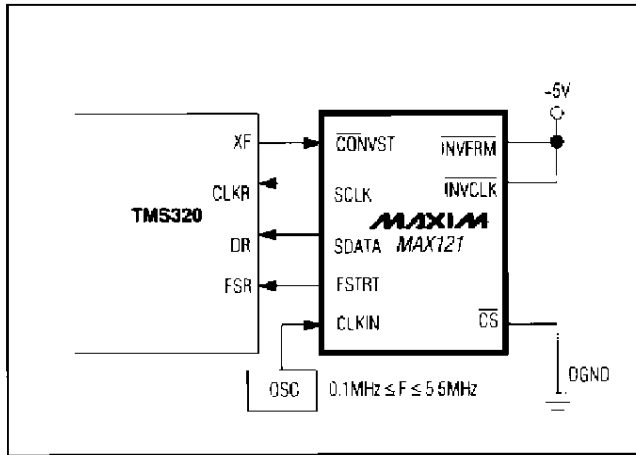 -5V
XF
CONVST
INVFRM
CLKR
SCLK
INVCLK
TMS320
MAXIM
DR
SDATA
MAX121
FSR
FSTRT
CLKIN
CS
OSC
0.1MHz ≤ F ≤ 5.5MHz
DGND